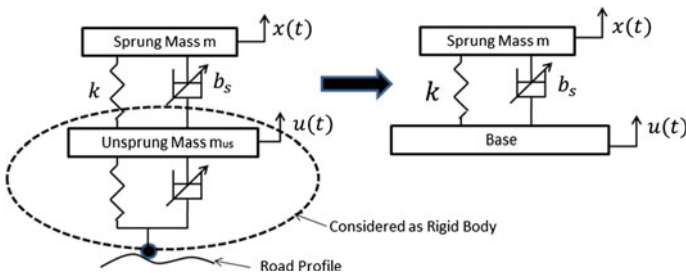 Sprung Mass m
x(t)
k
b_s
u(t)
Unsprung Mass m_us
Considered as Rigid Body
Road Profile
Sprung Mass m
x(t)
k
b_s
u(t)
Base